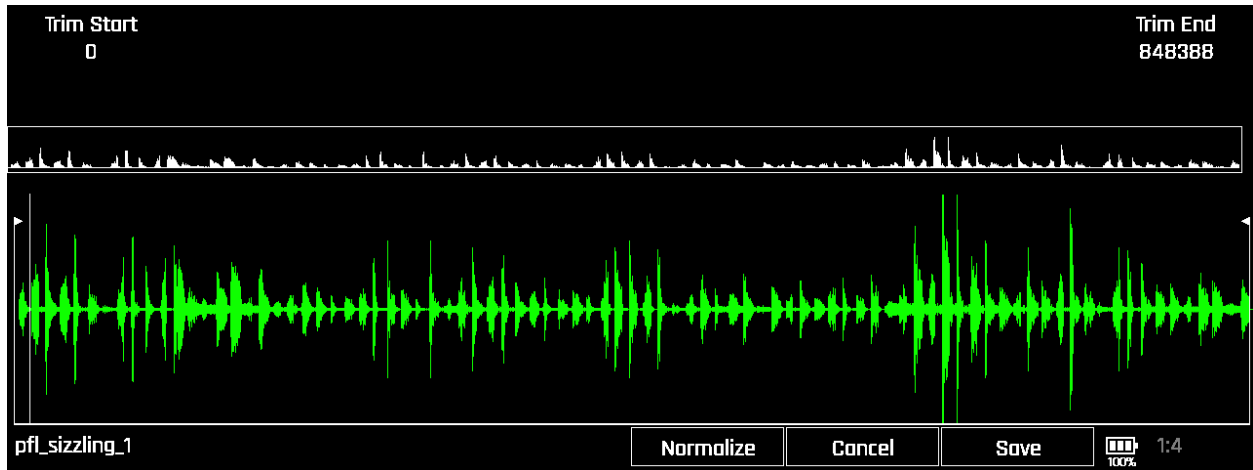 Trim Start
0
Trim End
848388
pfl_sizzling_1
Normalize
Cancel
Save
100%
1:4